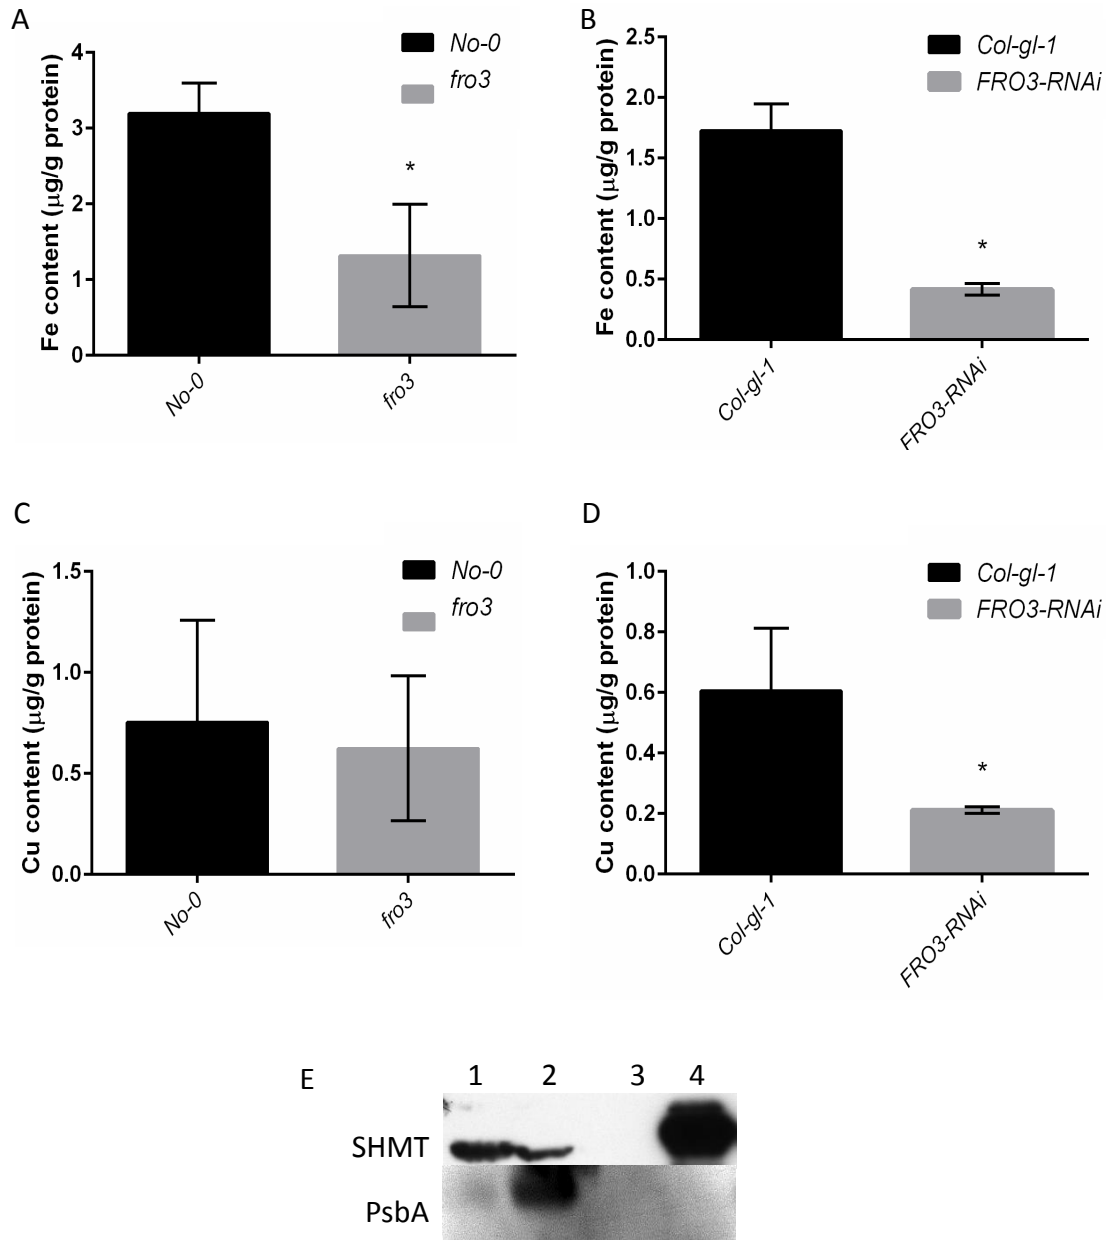 A
Fe content (μg/g protein)
4
3
2
1
0
No-0
fro3
*
No-0
fro3
B
Fe content (μg/g protein)
2.5
2.0
1.5
1.0
0.5
0.0
Col-gl-1
FRO3-RNAi
*
Col-gl-1
FRO3-RNAi
C
Cu content (μg/g protein)
1.5
1.0
0.5
0.0
No-0
fro3
No-0
fro3
D
Cu content (μg/g protein)
1.0
0.8
0.6
0.4
0.2
0.0
Col-gl-1
FRO3-RNAi
*
Col-gl-1
FRO3-RNAi
E
1 2 3 4
SHMT
PsbA